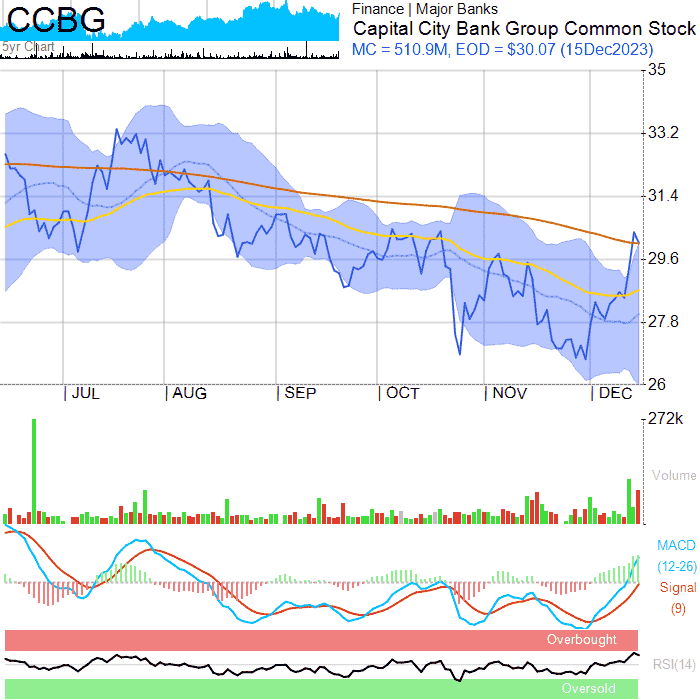 CCBG
5yr Chart
Finance | Major Banks
Capital City Bank Group Common Stock
MC = 510.9M, EOD = $30.07 (15Dec2023)
35
33.2
31.4
29.6
27.8
26
JUL AUG SEP OCT NOV DEC
272k
Volume
MACD
(12-26)
Signal
(9)
Overbought
RSI(14)
Oversold